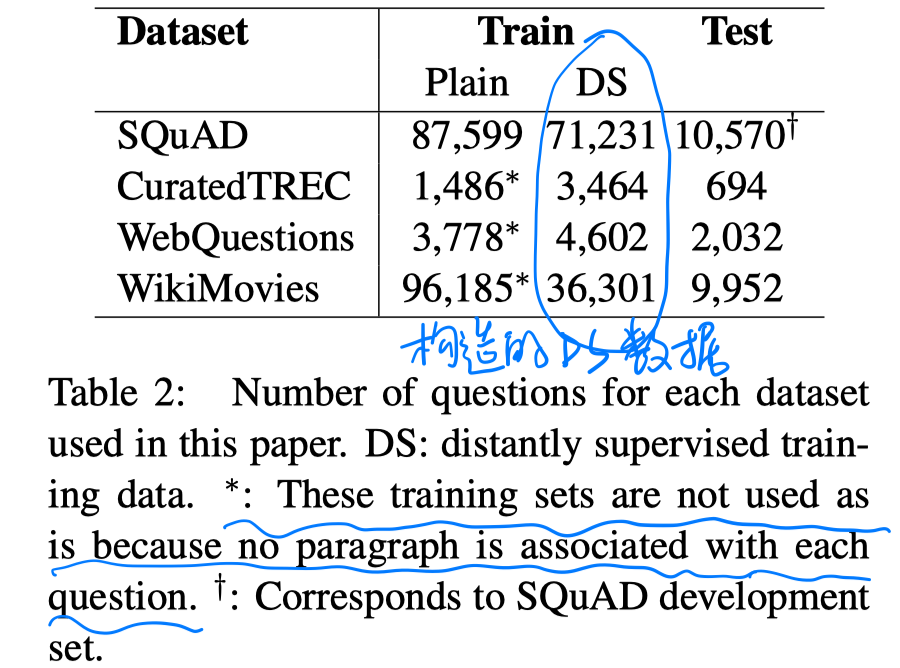 Dataset Train Test
Plain DS
SQuAD 87,599 71,231 10,570†
CuratedTREC 1,486* 3,464 694
WebQuestions 3,778* 4,602 2,032
WikiMovies 96,185* 36,301 9,952
构造的DS数据
Table 2: Number of questions for each dataset
used in this paper. DS: distantly supervised train-
ing data. *: These training sets are not used as
is because no paragraph is associated with each
question. †: Corresponds to SQuAD development
set.